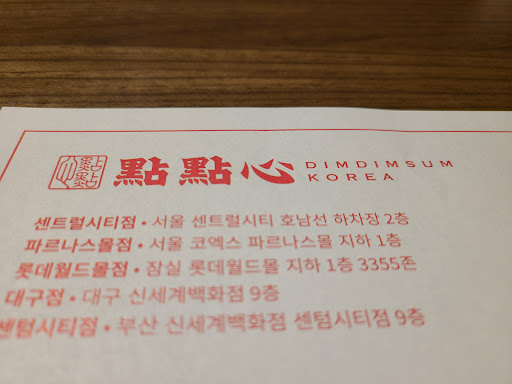 點點心 DIMDIMSUM
KOREA
센트럴시티점 • 서울 센트럴시티 호남선 하차장 2층
파르나스몰점 • 서울 코엑스 파르나스몰 지하 1층
롯데월드몰점 • 잠실 롯데월드몰 지하 1층 3355존
대구점 • 대구 신세계백화점 9층
센텀시티점 • 부산 신세계백화점 센텀시티점 9층